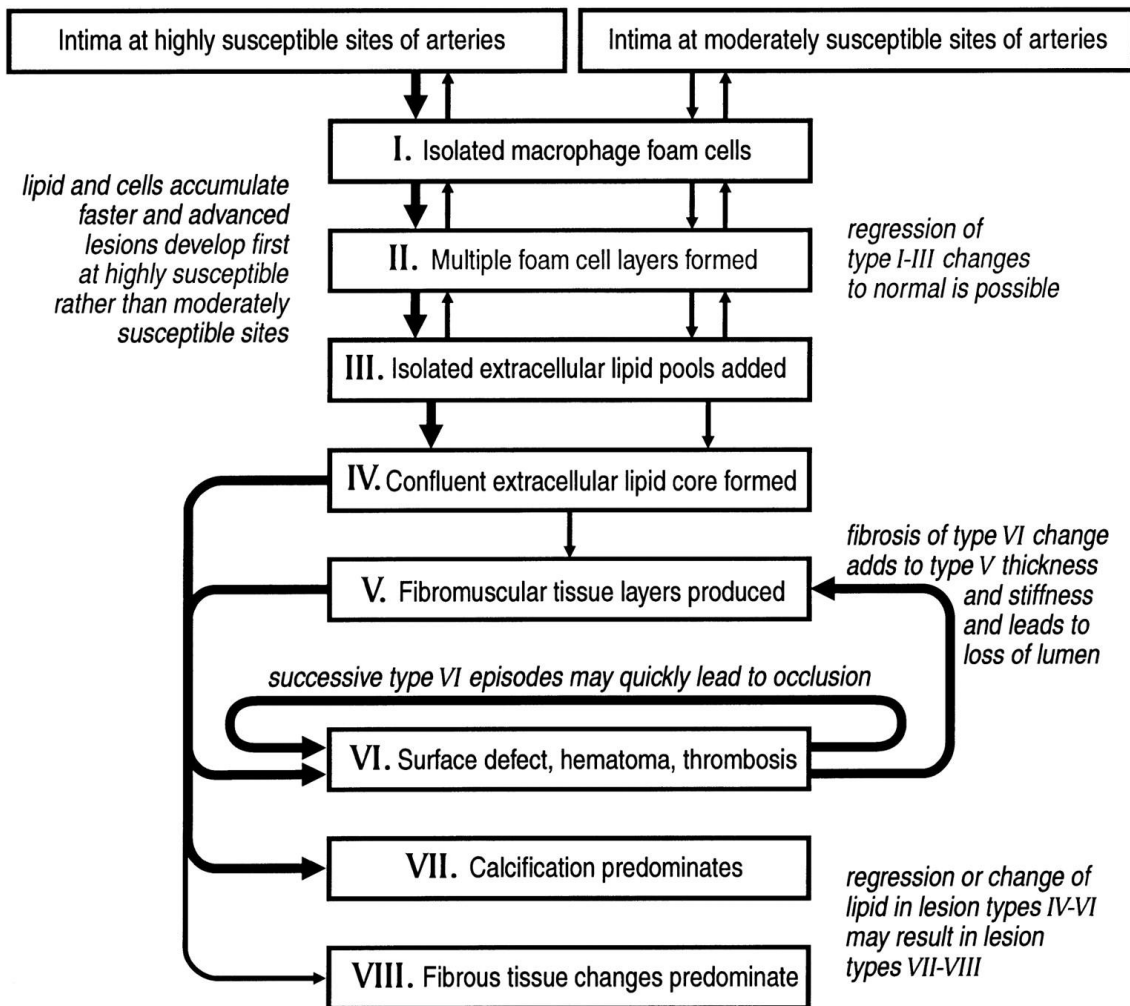 Intima at highly susceptible sites of arteries
Intima at moderately susceptible sites of arteries
I. Isolated macrophage foam cells
lipid and cells accumulate
faster and advanced
lesions develop first
at highly susceptible
rather than moderately
susceptible sites
II. Multiple foam cell layers formed
regression of
type I-III changes
to normal is possible
III. Isolated extracellular lipid pools added
IV. Confluent extracellular lipid core formed
fibrosis of type VI change
adds to type V thickness
and stiffness
and leads to
loss of lumen
V. Fibromuscular tissue layers produced
successive type VI episodes may quickly lead to occlusion
VI. Surface defect, hematoma, thrombosis
VII. Calcification predominates
regression or change of
lipid in lesion types IV-VI
may result in lesion
types VII-VIII
VIII. Fibrous tissue changes predominate